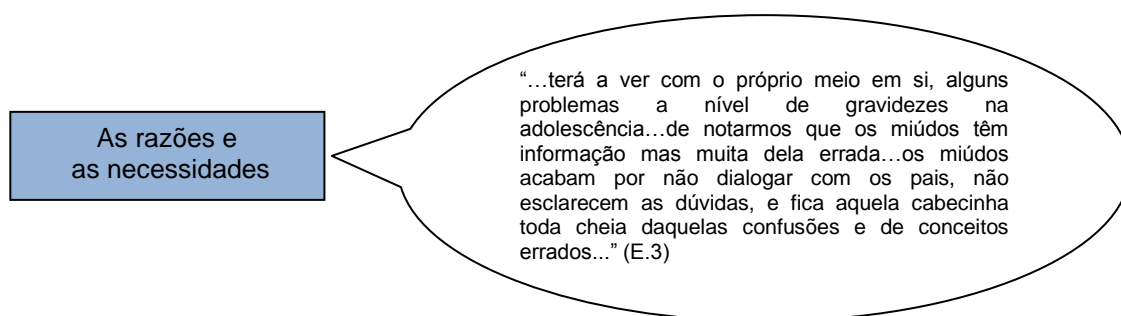 As razões e
as necessidades
“…terá a ver com o próprio meio em si, alguns
problemas a nível de gravidezes na
adolescência…de notarmos que os miúdos têm
informação mas muita dela errada…os miúdos
acabam por não dialogar com os pais, não
esclarecem as dúvidas, e fica aquela cabecinha
toda cheia daquelas confusões e de conceitos
errados...” (E.3)